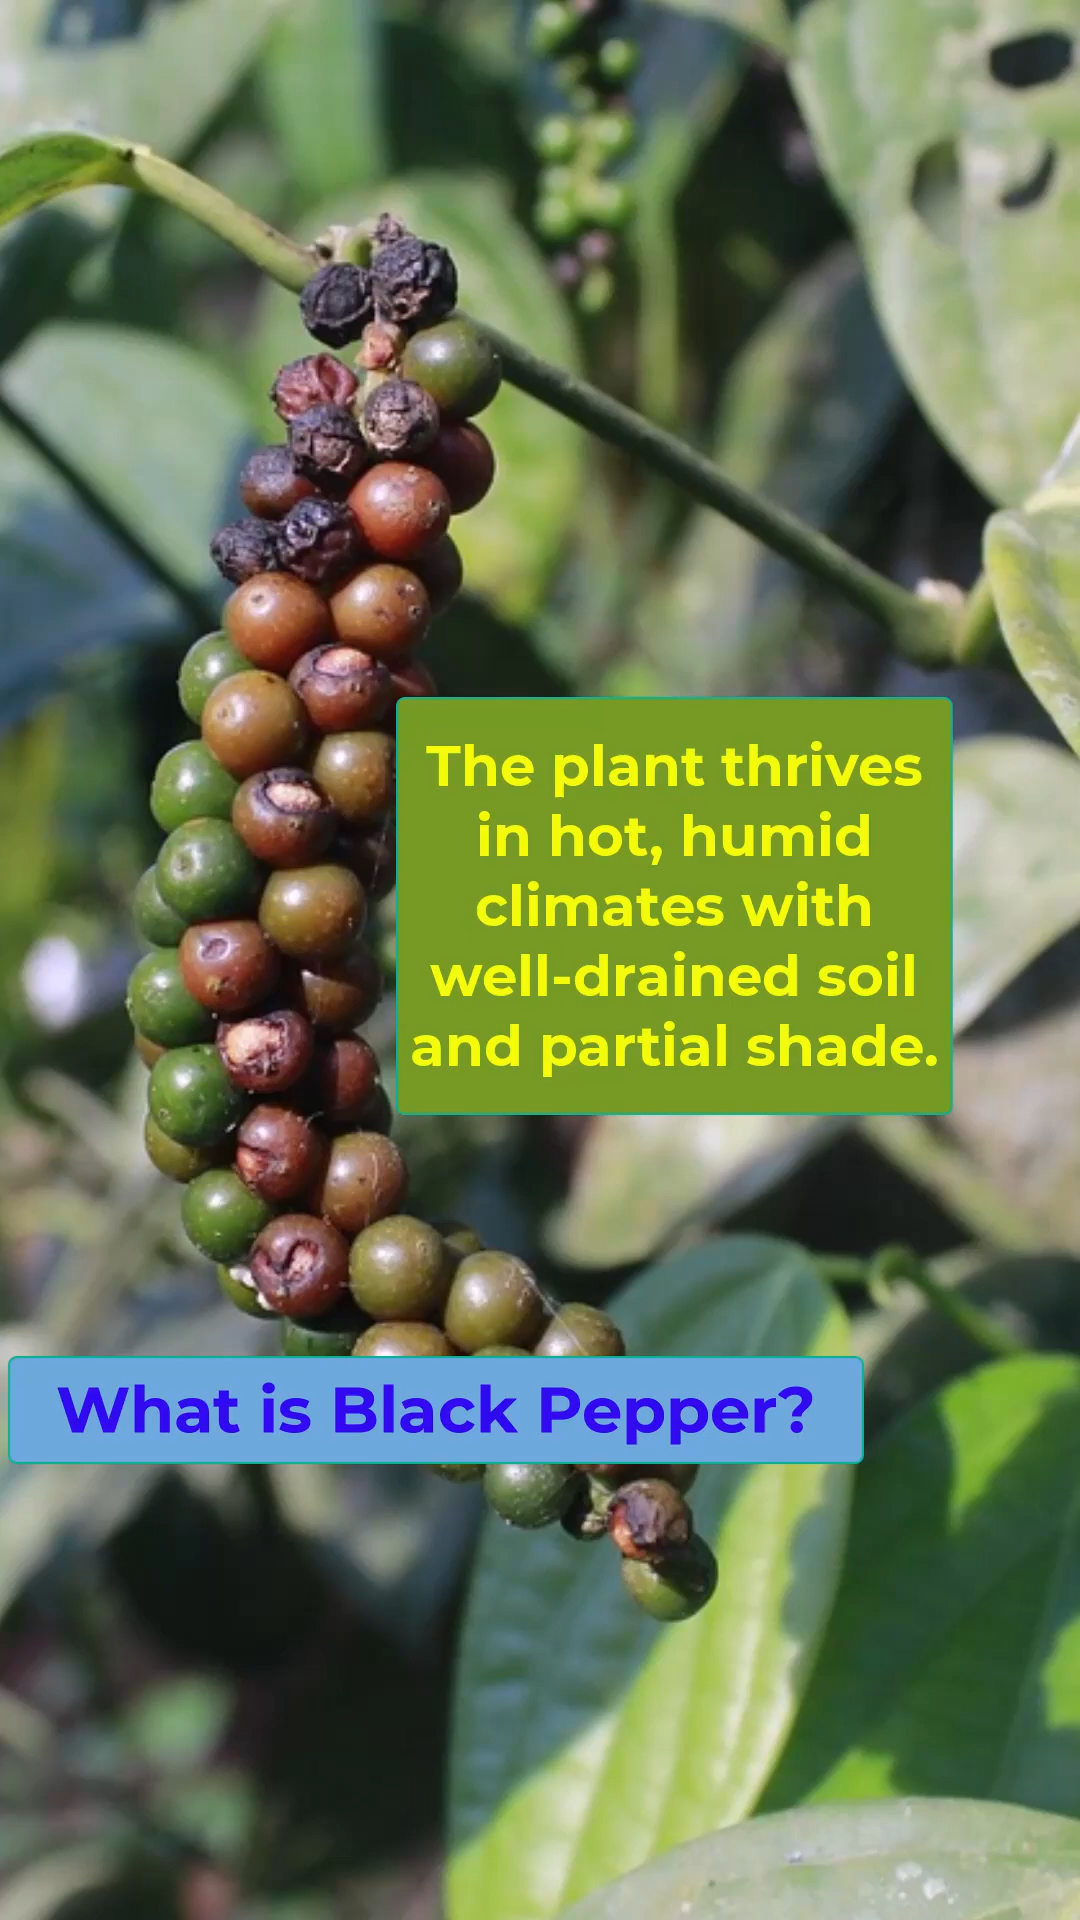 The plant thrives
in hot, humid
climates with
well-drained soil
and partial shade.
What is Black Pepper?